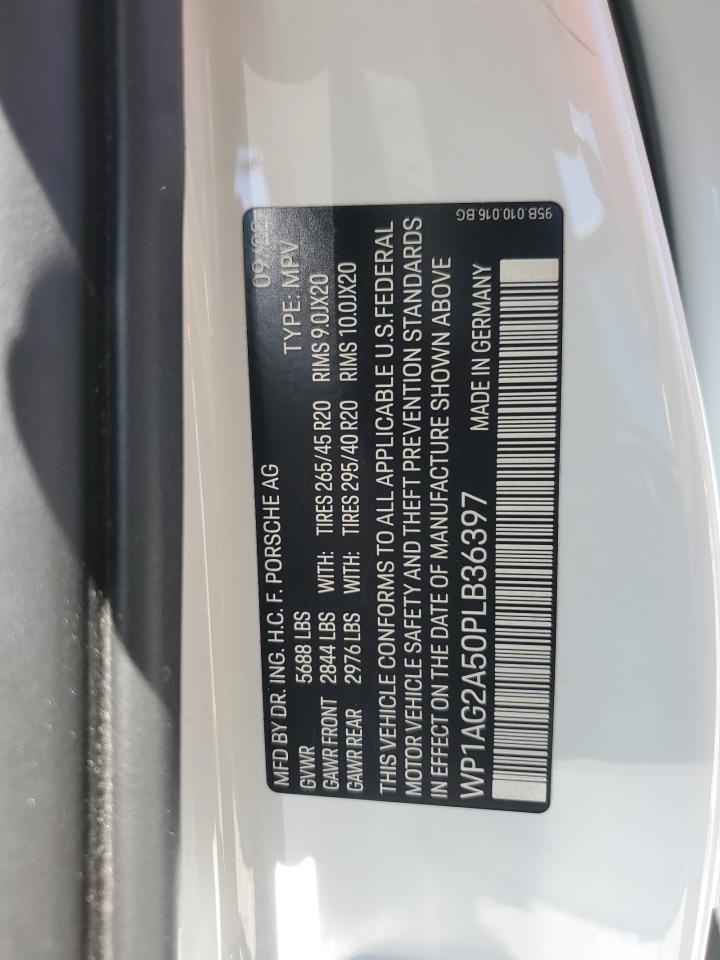 MFD BY DR. ING. H.C. F. PORSCHE AG 09/22
GVWR 5688 LBS TYPE: MPV
GAWR FRONT 2844 LBS WITH: TIRES 265/45 R20 RIMS 9.0JX20
GAWR REAR 2976 LBS WITH: TIRES 295/40 R20 RIMS 10.0JX20
THIS VEHICLE CONFORMS TO ALL APPLICABLE U.S.FEDERAL
MOTOR VEHICLE SAFETY AND THEFT PREVENTION STANDARDS
IN EFFECT ON THE DATE OF MANUFACTURE SHOWN ABOVE
WP1AG2A50PLB36397 MADE IN GERMANY
95B.010.016.BG